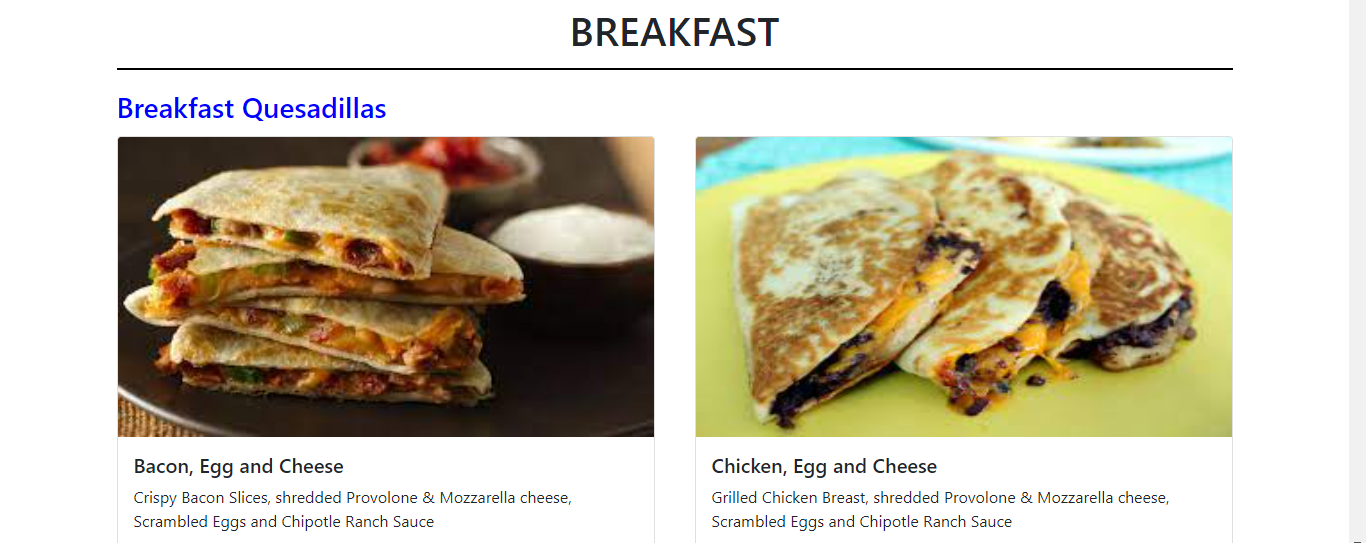 BREAKFAST
Breakfast Quesadillas
Bacon, Egg and Cheese
Crispy Bacon Slices, shredded Provolone & Mozzarella cheese,
Scrambled Eggs and Chipotle Ranch Sauce
Chicken, Egg and Cheese
Grilled Chicken Breast, shredded Provolone & Mozzarella cheese,
Scrambled Eggs and Chipotle Ranch Sauce